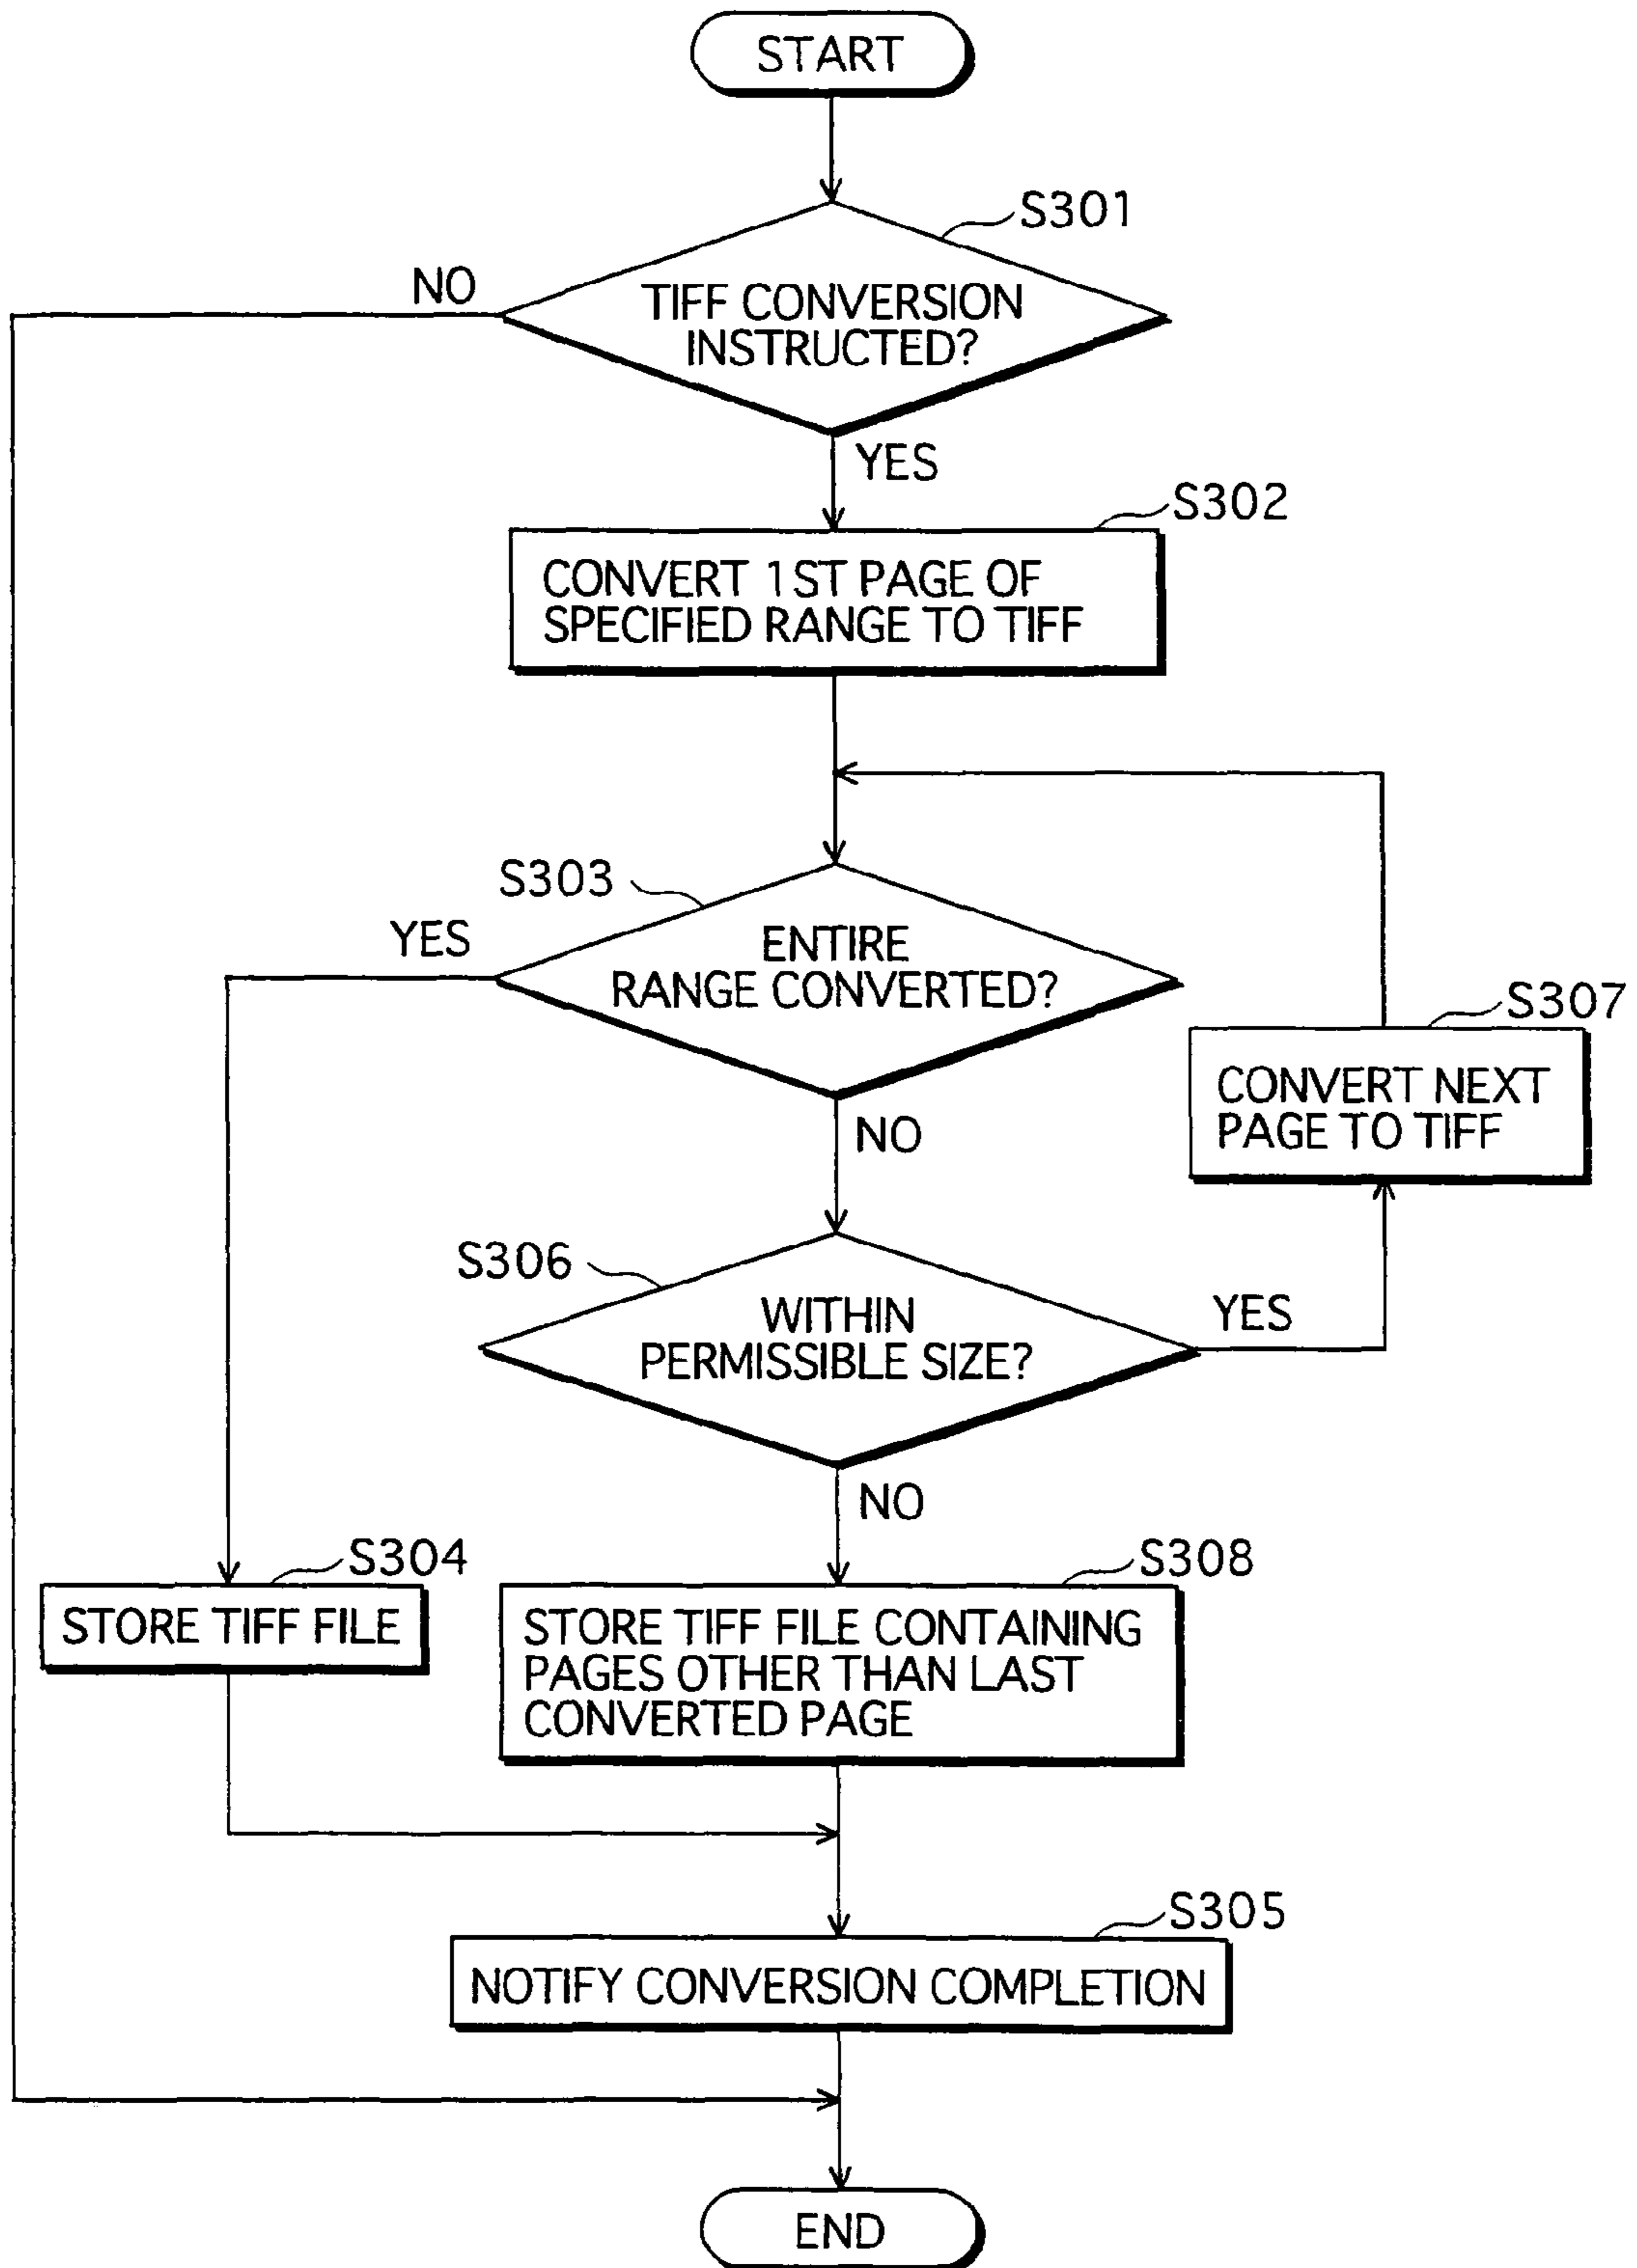 START
S301
NO
TIFF CONVERSION
INSTRUCTED?
YES
S302
CONVERT 1ST PAGE OF
SPECIFIED RANGE TO TIFF
S303
YES
ENTIRE
RANGE CONVERTED?
S307
CONVERT NEXT
PAGE TO TIFF
NO
S306
WITHIN
PERMISSIBLE SIZE?
YES
NO
S304
STORE TIFF FILE
S308
STORE TIFF FILE CONTAINING
PAGES OTHER THAN LAST
CONVERTED PAGE
S305
NOTIFY CONVERSION COMPLETION
END